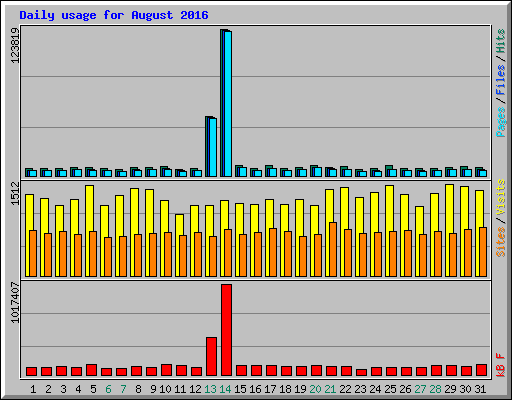 Daily usage for August 2016
123819
Pages / Files / Hits
1512
Sites / Visits
1017407
kB F
1 2 3 4 5 6 7 8 9 10 11 12 13 14 15 16 17 18 19 20 21 22 23 24 25 26 27 28 29 30 31